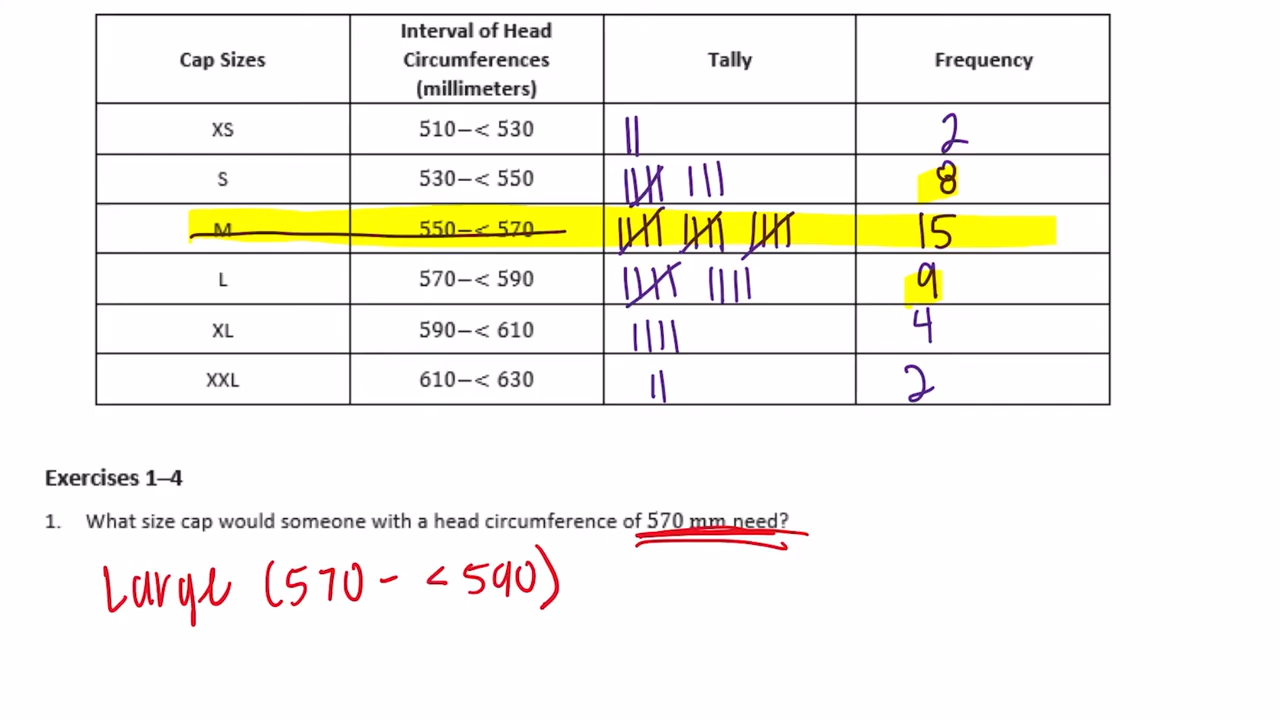 Cap Sizes Interval of Head Circumferences (millimeters) Tally Frequency
XS 510−< 530 || 2
S 530−< 550 |||| ||| 8
M 550−< 570 |||| |||| |||| 15
L 570−< 590 |||| |||| 9
XL 590−< 610 |||| 4
XXL 610−< 630 || 2
Exercises 1–4
1. What size cap would someone with a head circumference of 570 mm need?
Large (570 - < 590)